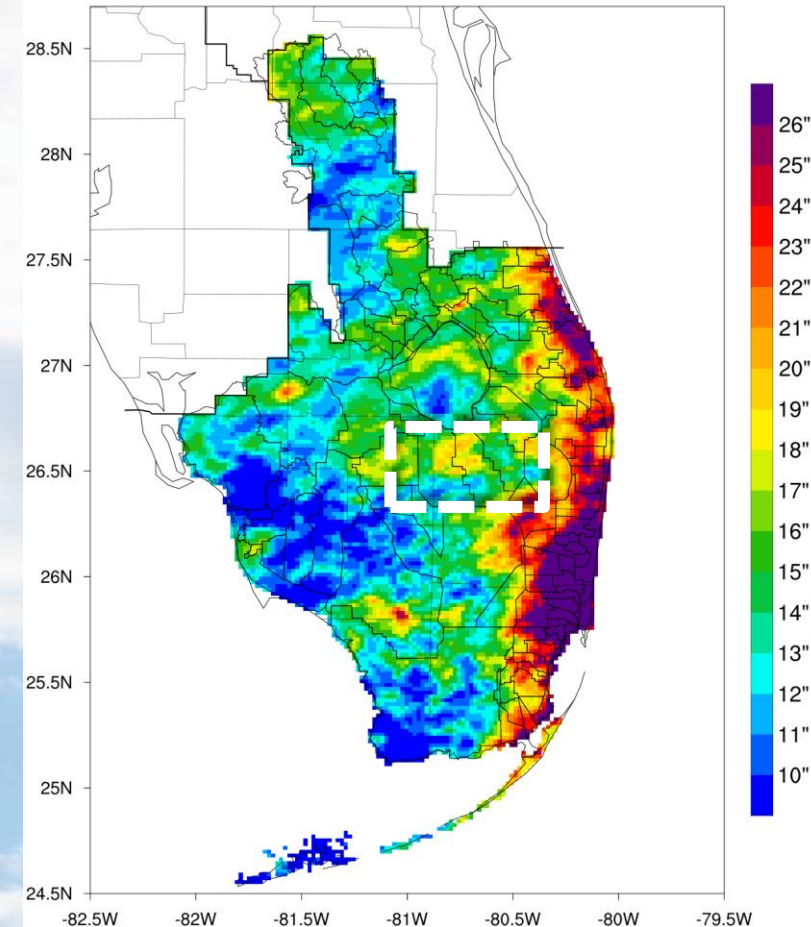 28.5N
28N
27.5N
27N
26.5N
26N
25.5N
25N
24.5N
-82.5W
-82W
-81.5W
-81W
-80.5W
-80W
-79.5W
26"
25"
24"
23"
22"
21"
20"
19"
18"
17"
16"
15"
14"
13"
12"
11"
10"